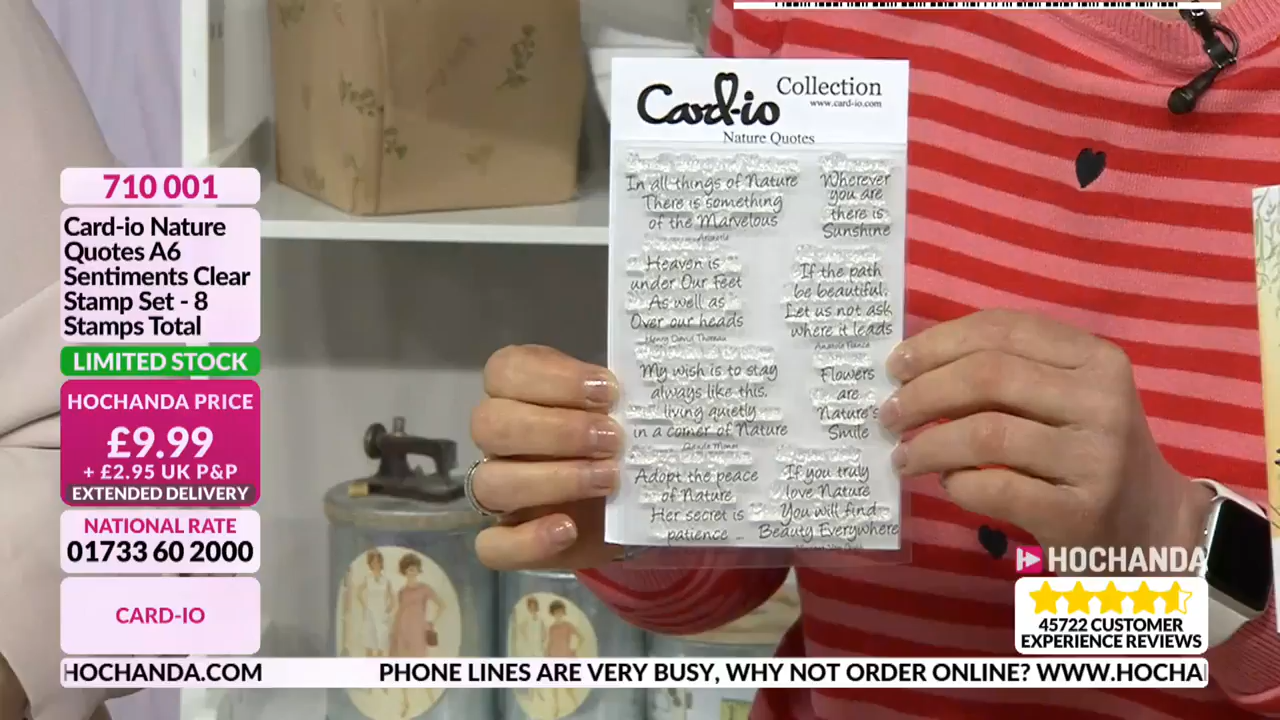 710 001
Card-io Nature
Quotes A6
Sentiments Clear
Stamp Set - 8
Stamps Total
LIMITED STOCK
HOCHANDA PRICE
£9.99
+ £2.95 UK P&P
EXTENDED DELIVERY
NATIONAL RATE
01733 60 2000
CARD-IO
Card-io Collection
www.card-io.com
Nature Quotes
In all things of Nature
There is something
of the Marvelous
Aristotle
Wherever
you are
there is
Sunshine
Heaven is
under Our Feet
As well as
Over our heads
Henry David Thoreau
If the path
be beautiful,
Let us not ask
where it leads
Anatole France
My wish is to stay
always like this,
living quietly
in a corner of Nature
Claude Monet
Flowers
are
Nature's
Smile
Adopt the peace
of Nature
Her secret is
patience
If you truly
love Nature
You will find
Beauty Everywhere
HOCHANDA
45722 CUSTOMER
EXPERIENCE REVIEWS
HOCHANDA.COM PHONE LINES ARE VERY BUSY, WHY NOT ORDER ONLINE? WWW.HOCHA